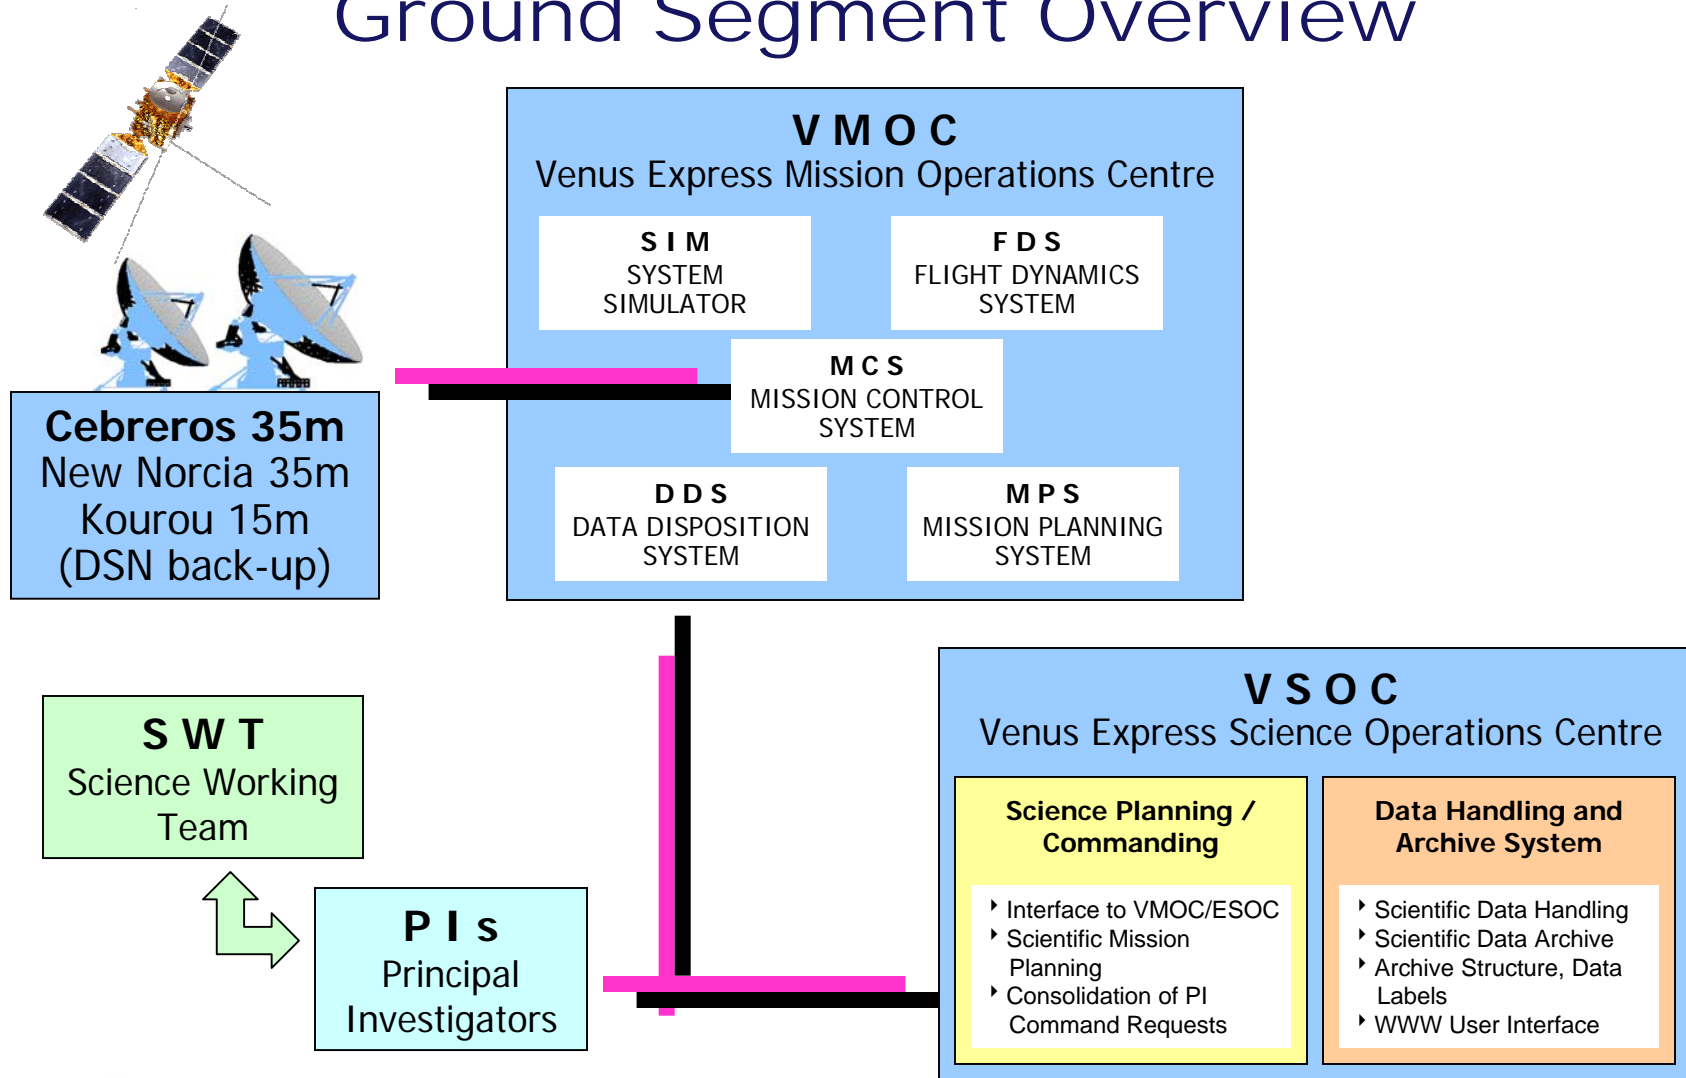 Ground Segment Overview
V M O C
Venus Express Mission Operations Centre
S I M
SYSTEM
SIMULATOR
F D S
FLIGHT DYNAMICS
SYSTEM
M C S
MISSION CONTROL
SYSTEM
D D S
DATA DISPOSITION
SYSTEM
M P S
MISSION PLANNING
SYSTEM
Cebreros 35m
New Norcia 35m
Kourou 15m
(DSN back-up)
S W T
Science Working
Team
P I s
Principal
Investigators
V S O C
Venus Express Science Operations Centre
Science Planning /
Commanding
Interface to VMOC/ESOC
Scientific Mission
Planning
Consolidation of PI
Command Requests
Data Handling and
Archive System
Scientific Data Handling
Scientific Data Archive
Archive Structure, Data
Labels
WWW User Interface